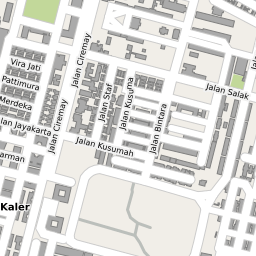 Jalan Ciremay
Vira Jati
Pattimura
Merdeka
Jalan Jayakarta
arman
Jalan Ciremay
Jalan Staf
Jalan Kusuma
Jalan Bintara
Jalan Salak
Jalan Kusumah
Kaler